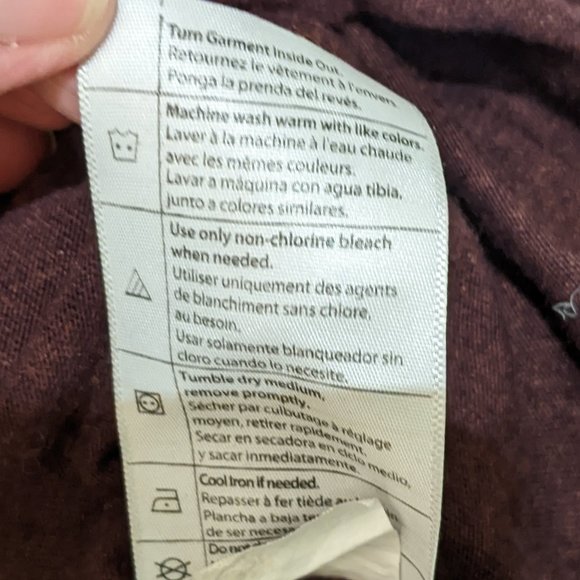 Turn Garment Inside Out.
Retournez le vêtement à l'envers.
Ponga la prenda del revés.
Machine wash warm with like colors.
Laver à la machine à l'eau chaude
avec les mêmes couleurs.
Lavar a máquina con agua tibia,
junto a colores similares.
Use only non-chlorine bleach
when needed.
Utiliser uniquement des agents
de blanchiment sans chlore,
au besoin.
Usar solamente blanqueador sin
cloro cuando lo necesite.
Tumble dry medium,
remove promptly.
Sécher par culbutage à réglage
moyen, retirer rapidement.
Secar en secadora en ciclo medio,
y sacar inmediatamente.
Cool Iron if needed.
Repasser à fer tiède
Plancha a baja
de ser
Do not